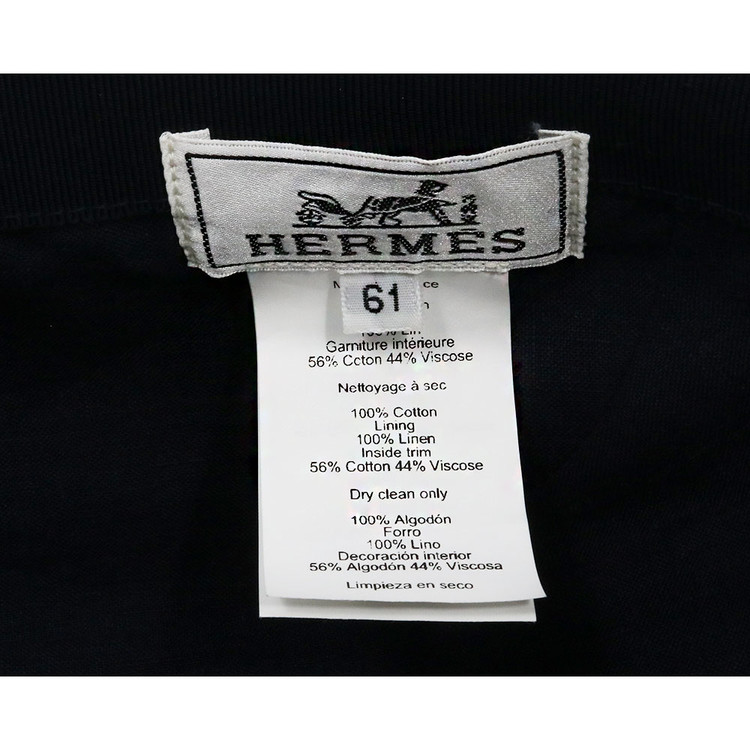 HERMÈS
61
Garniture intérieure
56% Ccton 44% Viscose
Nettoyage à sec
100% Cotton
Lining
100% Linen
Inside trim
56% Cotton 44% Viscose
Dry clean only
100% Algodón
Forro
100% Lino
Decoración interior
56% Algodón 44% Viscosa
Limpieza en seco